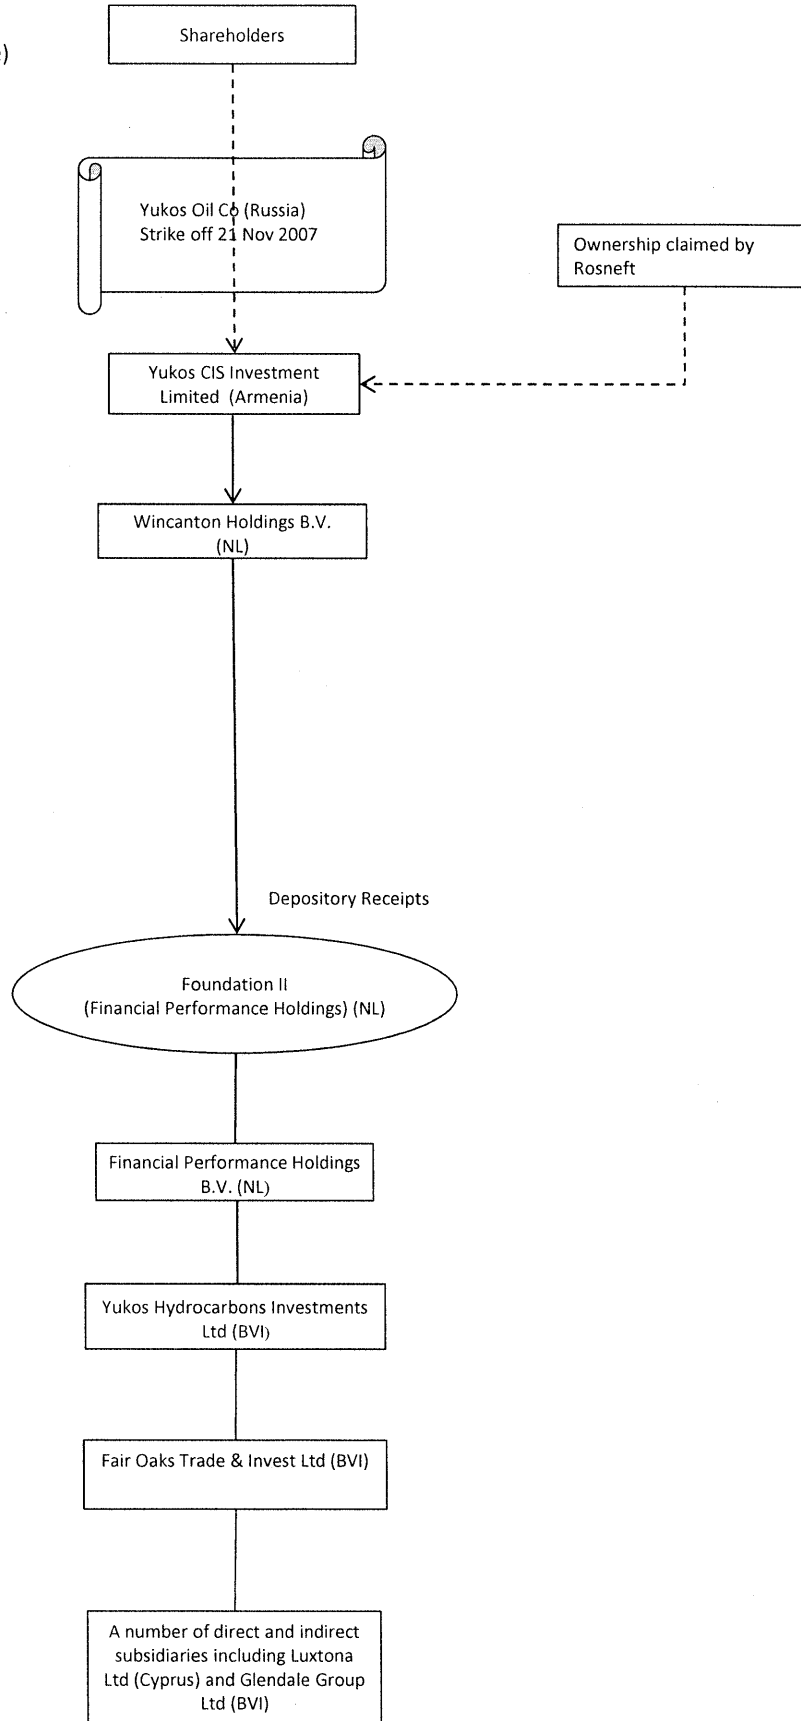 Shareholders
)
Yukos Oil Co (Russia)
Strike off 21 Nov 2007
Ownership claimed by
Rosneft
Yukos CIS Investment
Limited (Armenia)
Wincanton Holdings B.V.
(NL)
Depository Receipts
Foundation II
(Financial Performance Holdings) (NL)
Financial Performance Holdings
B.V. (NL)
Yukos Hydrocarbons Investments
Ltd (BVI)
Fair Oaks Trade & Invest Ltd (BVI)
A number of direct and indirect
subsidiaries including Luxtona
Ltd (Cyprus) and Glendale Group
Ltd (BVI)